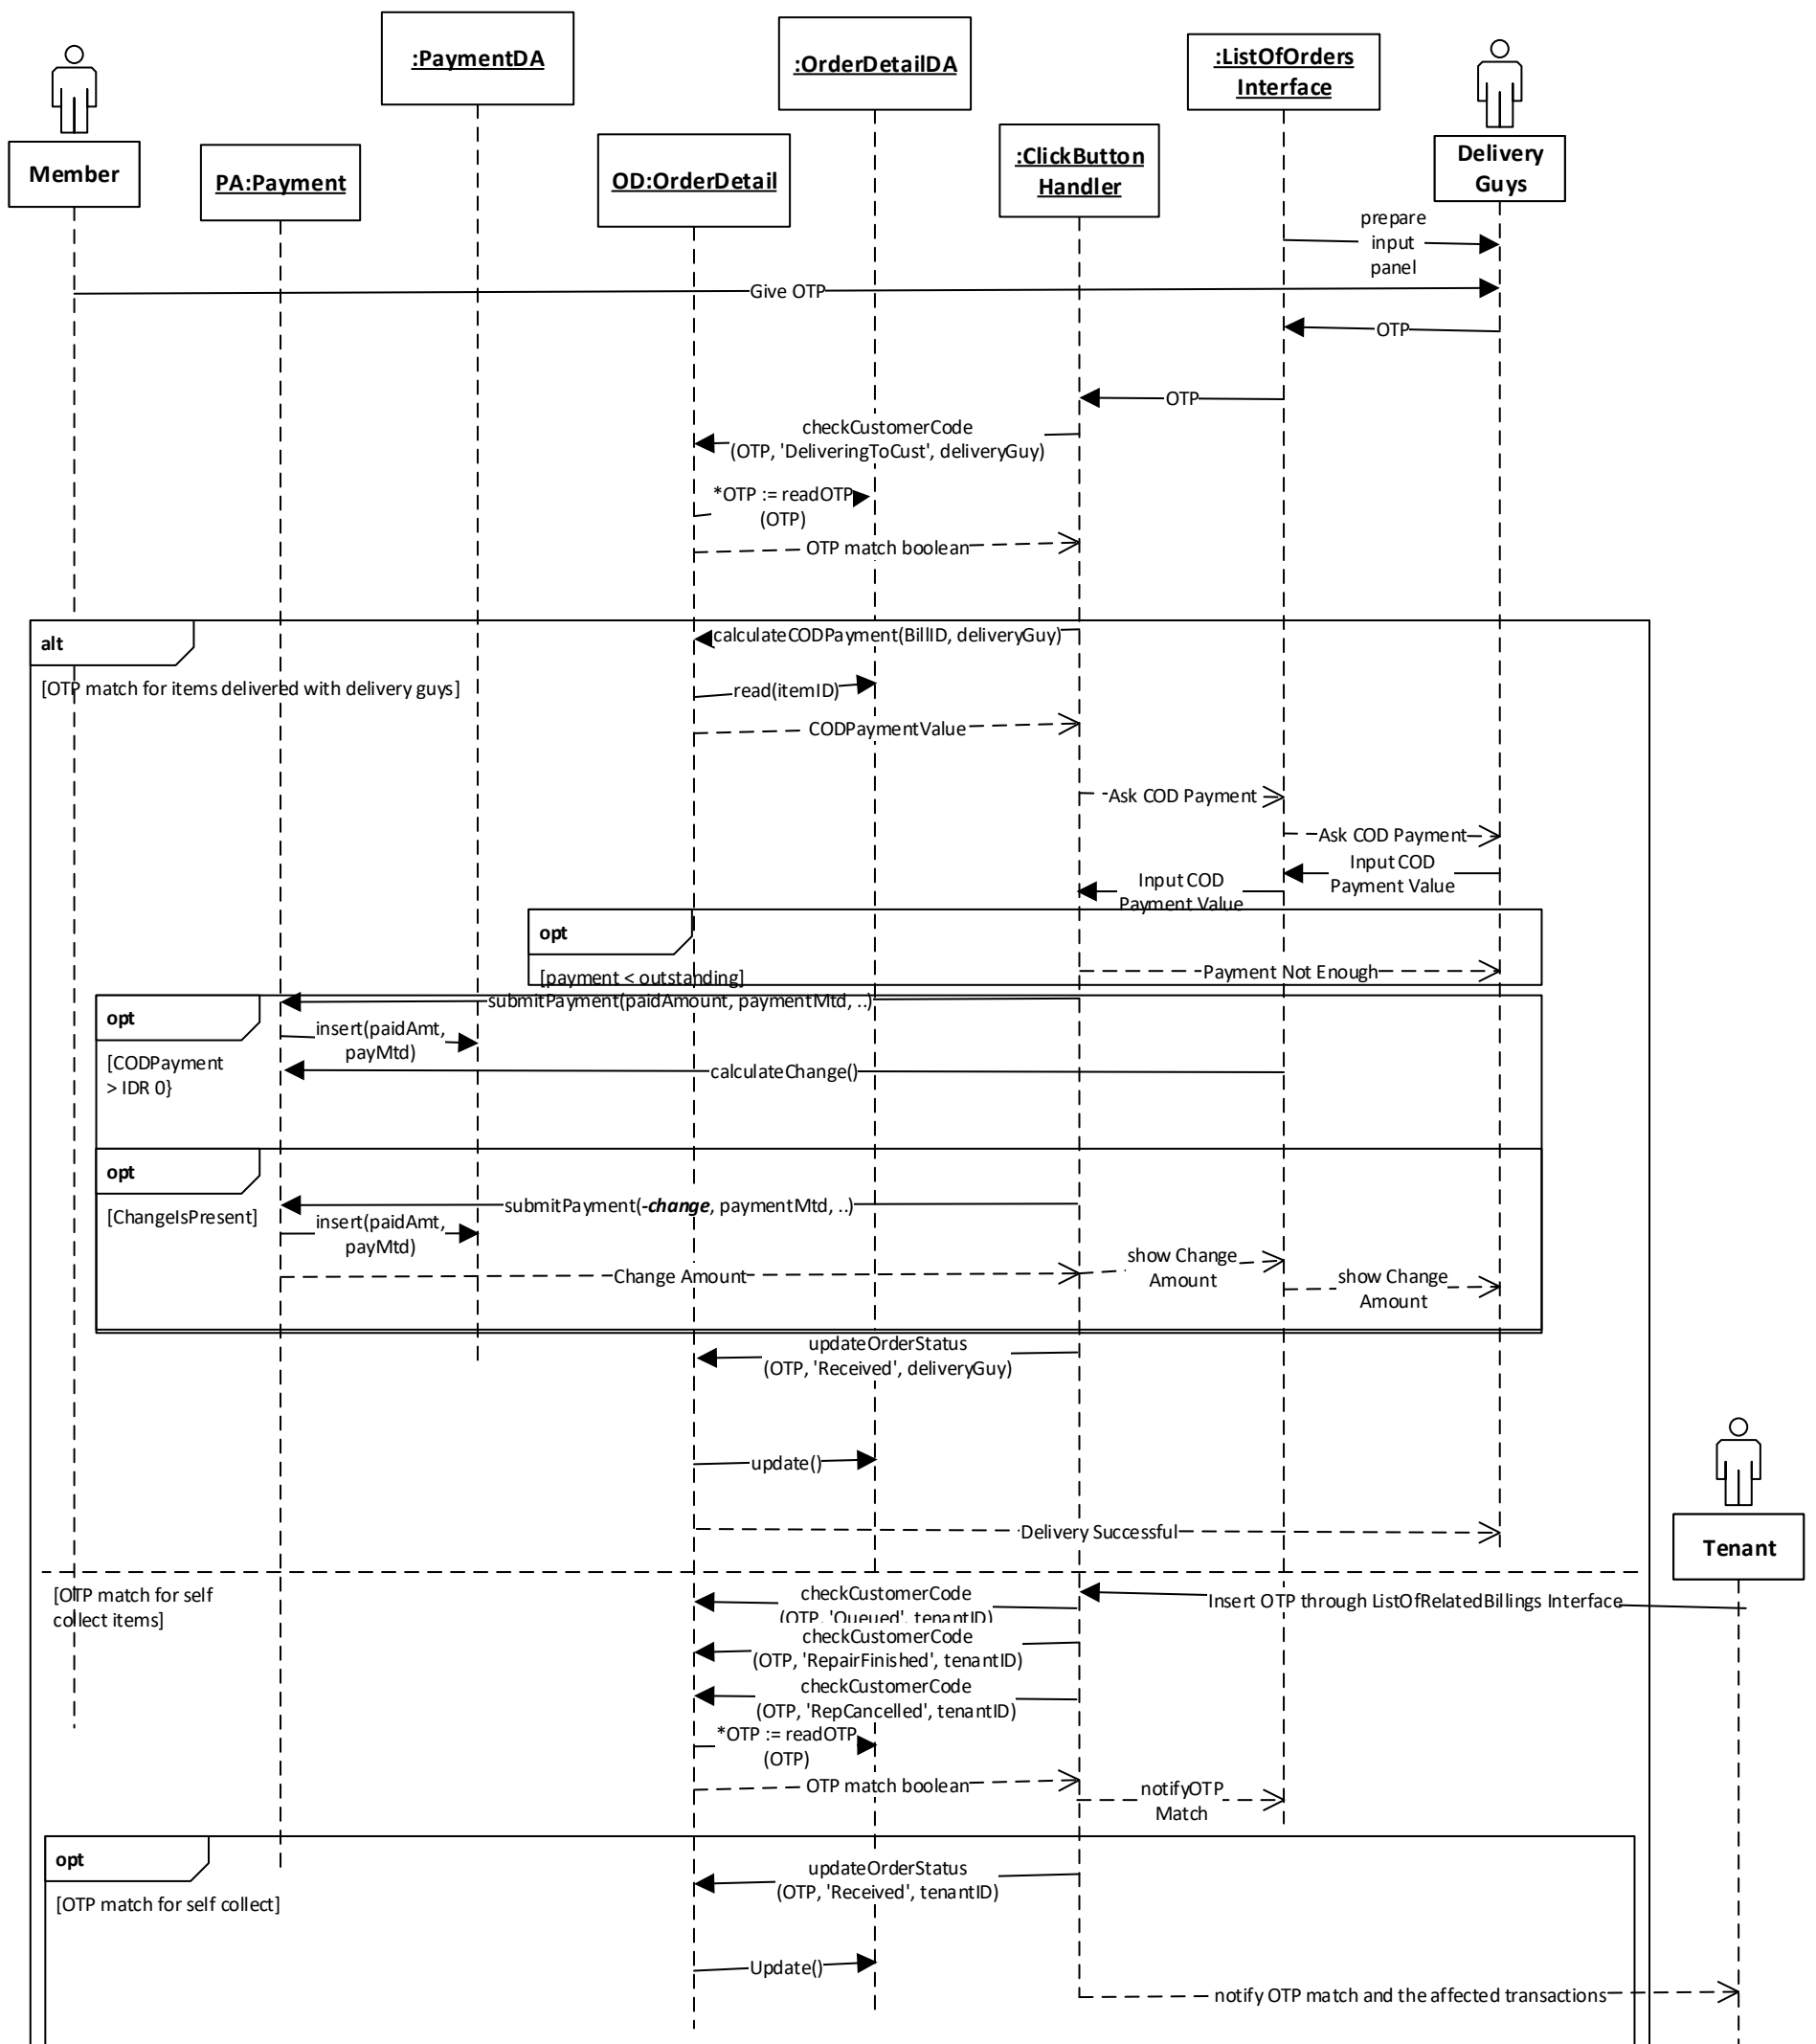 :PaymentDA
:OrderDetailDA
:ListOfOrders
Interface
Member
PA:Payment
OD:OrderDetail
:ClickButton
Handler
Delivery
Guys
prepare
input
panel
Give OTP
OTP
OTP
checkCustomerCode
(OTP, 'DeliveringToCust', deliveryGuy)
*OTP := readOTP
(OTP)
OTP match boolean
alt
calculateCODPayment(BillID, deliveryGuy)
[OTP match for items delivered with delivery guys]
read(itemID)
CODPaymentValue
Ask COD Payment
Ask COD Payment
Input COD
Payment Value
Input COD
Payment Value
opt
[payment < outstanding]
Payment Not Enough
submitPayment(paidAmount, paymentMtd, ..)
opt
insert(paidAmt,
payMtd)
[CODPayment
> IDR 0}
calculateChange()
opt
submitPayment(-change, paymentMtd, ..)
[ChangeIsPresent]
insert(paidAmt,
payMtd)
Change Amount
show Change
Amount
show Change
Amount
updateOrderStatus
(OTP, 'Received', deliveryGuy)
update()
Delivery Successful
Tenant
[OTP match for self
collect items]
checkCustomerCode
(OTP, 'Queued', tenantID)
Insert OTP through ListOfRelatedBillings Interface
checkCustomerCode
(OTP, 'RepairFinished', tenantID)
checkCustomerCode
(OTP, 'RepCancelled', tenantID)
*OTP := readOTP
(OTP)
OTP match boolean
notifyOTP
Match
opt
updateOrderStatus
(OTP, 'Received', tenantID)
[OTP match for self collect]
Update()
notify OTP match and the affected transactions